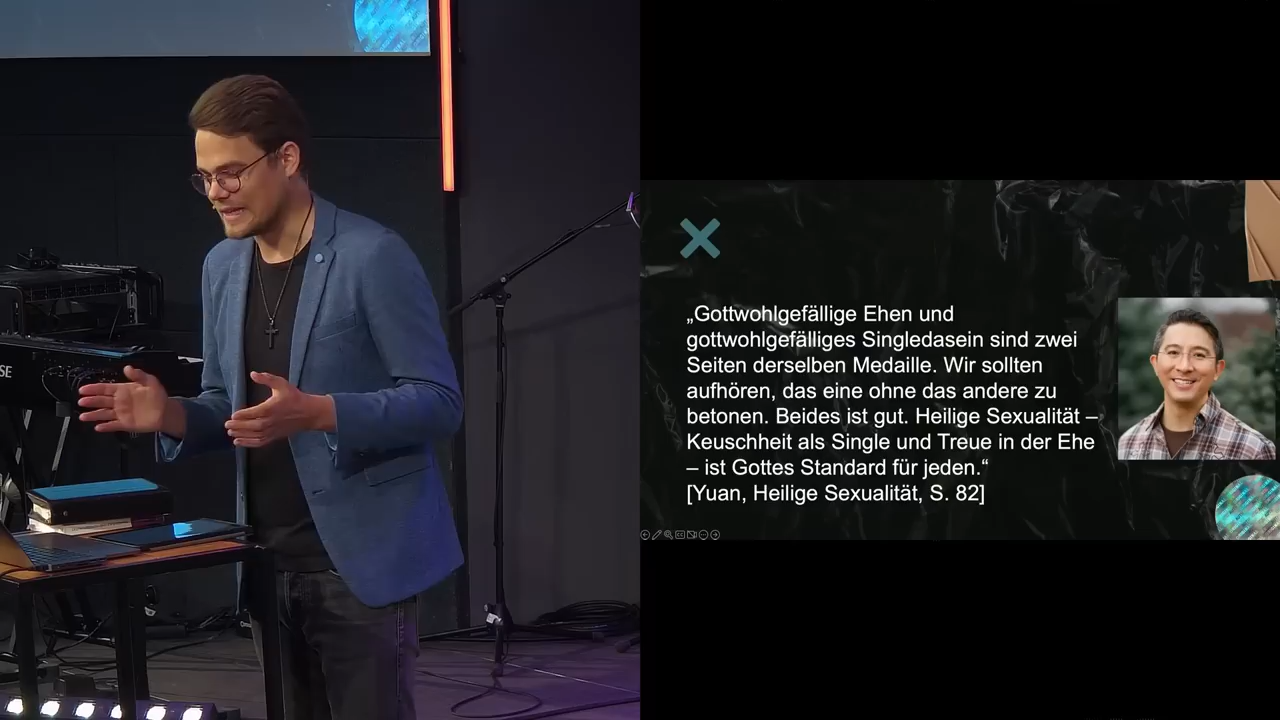 SE
„Gottwohlgefällige Ehen und
gottwohlgefälliges Singledasein sind zwei
Seiten derselben Medaille. Wir sollten
aufhören, das eine ohne das andere zu
betonen. Beides ist gut. Heilige Sexualität –
Keuschheit als Single und Treue in der Ehe
– ist Gottes Standard für jeden.“
[Yuan, Heilige Sexualität, S. 82]